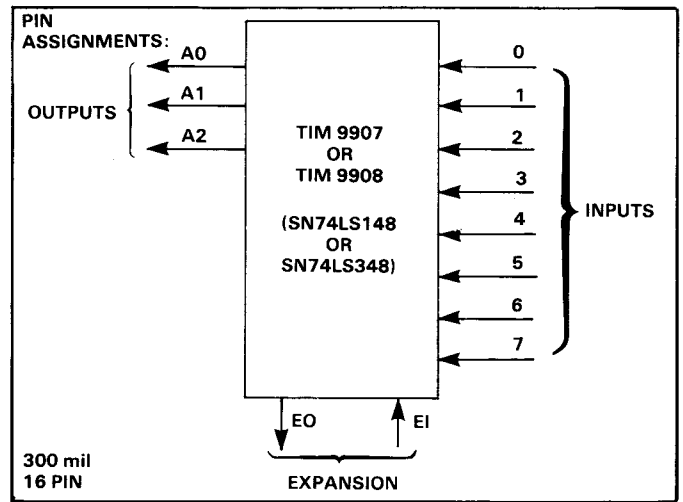 PIN
ASSIGNMENTS:
A0
A1
A2
OUTPUTS
TIM 9907
OR
TIM 9908
(SN74LS148
OR
SN74LS348)
0
1
2
3
4
5
6
7
INPUTS
EO
EI
EXPANSION
300 mil
16 PIN